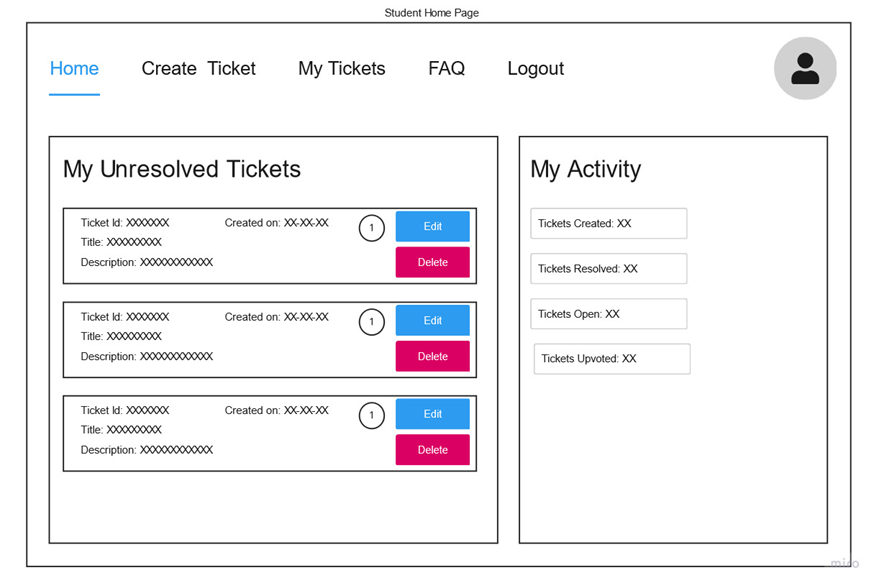 Student Home Page
Home Create Ticket My Tickets FAQ Logout
My Unresolved Tickets
Ticket Id: XXXXXXX Created on: XX-XX-XX 1 Edit
Title: XXXXXXXXX
Description: XXXXXXXXXXXX Delete
Ticket Id: XXXXXXX Created on: XX-XX-XX 1 Edit
Title: XXXXXXXXX
Description: XXXXXXXXXXXX Delete
Ticket Id: XXXXXXX Created on: XX-XX-XX 1 Edit
Title: XXXXXXXXX
Description: XXXXXXXXXXXX Delete
My Activity
Tickets Created: XX
Tickets Resolved: XX
Tickets Open: XX
Tickets Upvoted: XX
miro